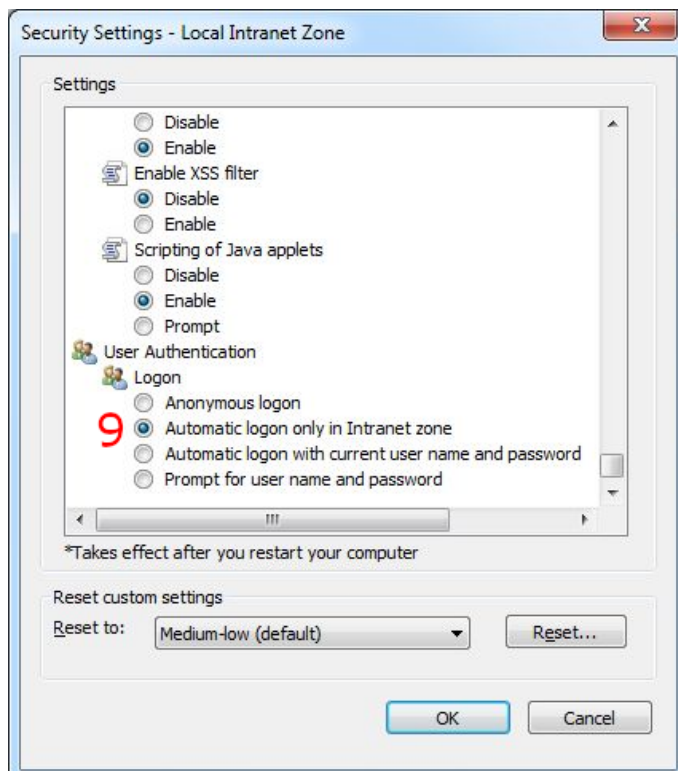 Security Settings - Local Intranet Zone
Settings
Disable
Enable
Enable XSS filter
Disable
Enable
Scripting of Java applets
Disable
Enable
Prompt
User Authentication
Logon
Anonymous logon
9 Automatic logon only in Intranet zone
Automatic logon with current user name and password
Prompt for user name and password
*Takes effect after you restart your computer
Reset custom settings
Reset to: Medium-low (default) Reset...
OK Cancel